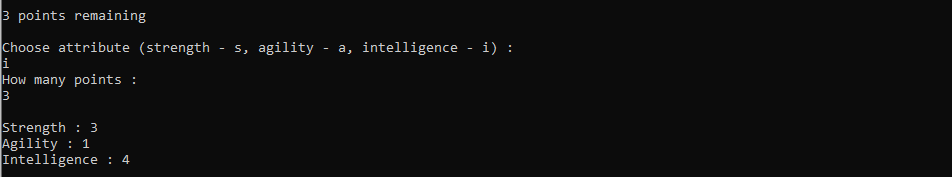 3 points remaining
Choose attribute (strength - s, agility - a, intelligence - i) :
i
How many points :
3
Strength : 3
Agility : 1
Intelligence : 4